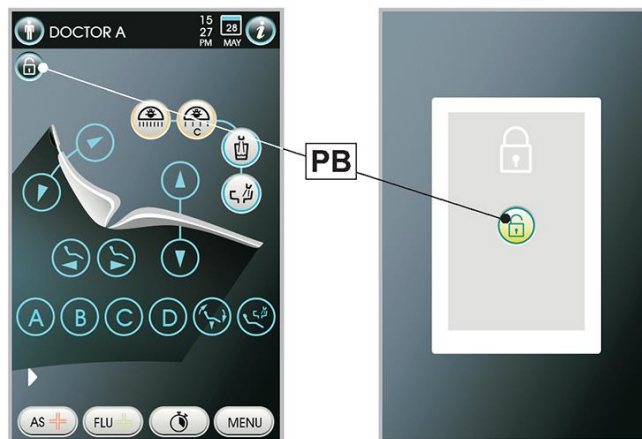 DOCTOR A
15
27
PM
28
MAY
i
C
PB
A B C D
AS FLU MENU